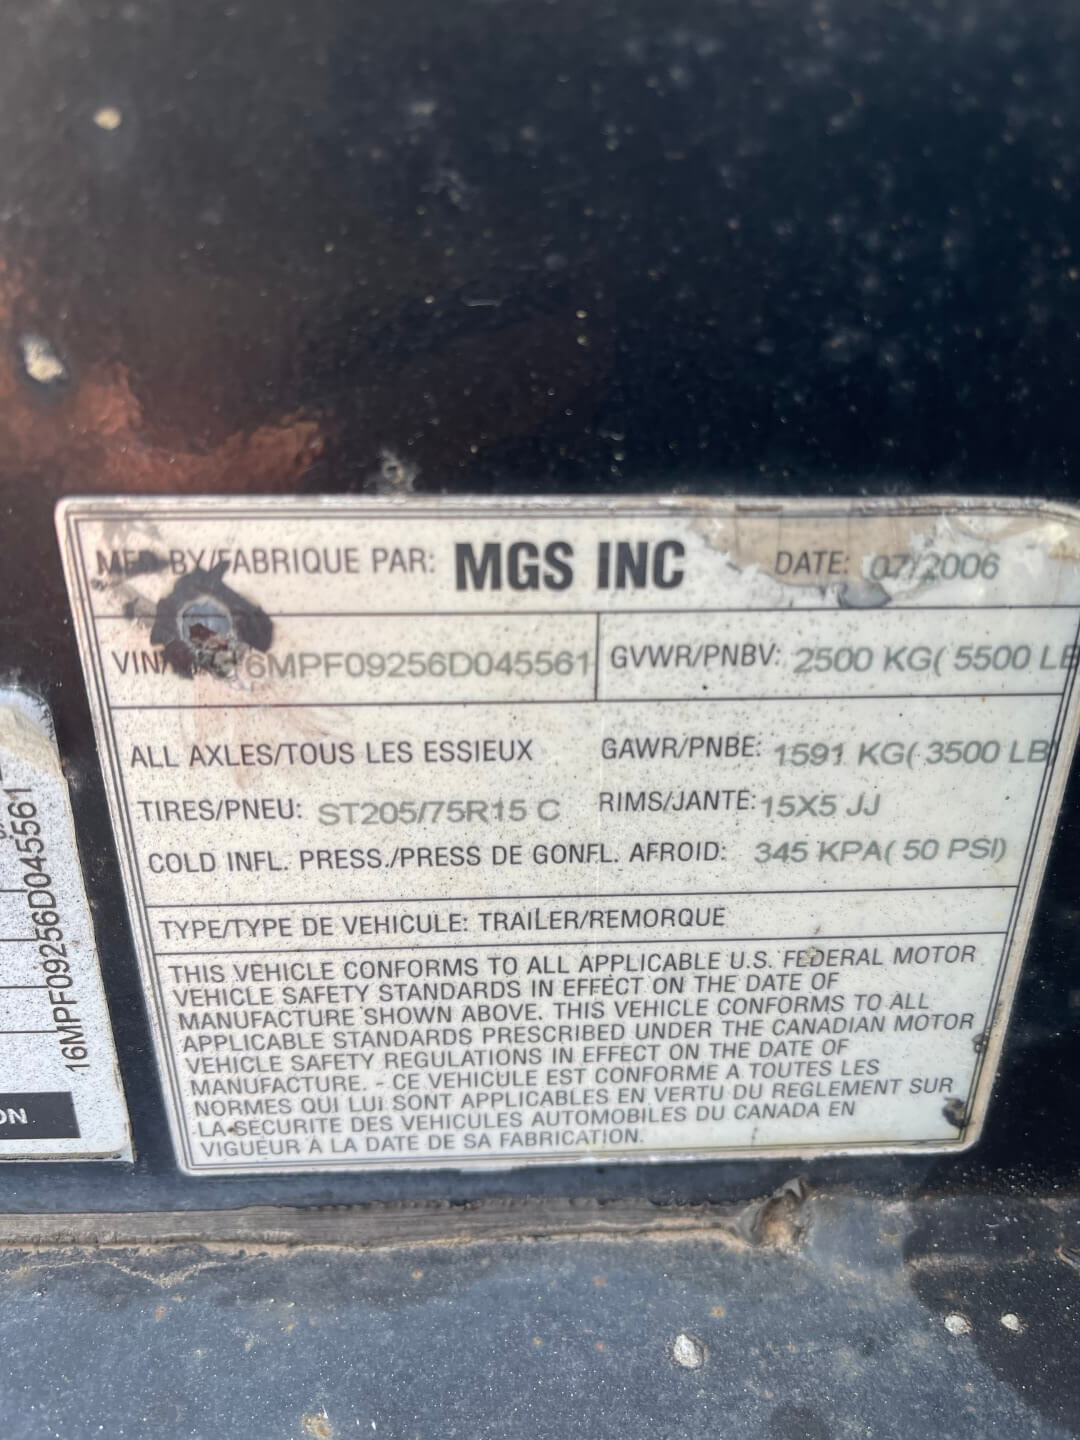 MFD BY/FABRIQUE PAR: MGS INC DATE: 07/2006
VIN/ 6MPF09256D045561 GVWR/PNBV: 2500 KG( 5500 LB
ALL AXLES/TOUS LES ESSIEUX GAWR/PNBE: 1591 KG( 3500 LB)
TIRES/PNEU: ST205/75R15 C RIMS/JANTE: 15X5 JJ
COLD INFL. PRESS./PRESS DE GONFL. AFROID: 345 KPA( 50 PSI)
TYPE/TYPE DE VEHICULE: TRAILER/REMORQUE
THIS VEHICLE CONFORMS TO ALL APPLICABLE U.S. FEDERAL MOTOR
VEHICLE SAFETY STANDARDS IN EFFECT ON THE DATE OF
MANUFACTURE SHOWN ABOVE. THIS VEHICLE CONFORMS TO ALL
APPLICABLE STANDARDS PRESCRIBED UNDER THE CANADIAN MOTOR
VEHICLE SAFETY REGULATIONS IN EFFECT ON THE DATE OF
MANUFACTURE. - CE VEHICULE EST CONFORME A TOUTES LES
NORMES QUI LUI SONT APPLICABLES EN VERTU DU REGLEMENT SUR
LA SECURITE DES VEHICULES AUTOMOBILES DU CANADA EN
VIGUEUR A LA DATE DE SA FABRICATION.
16MPF09256D045561
ON